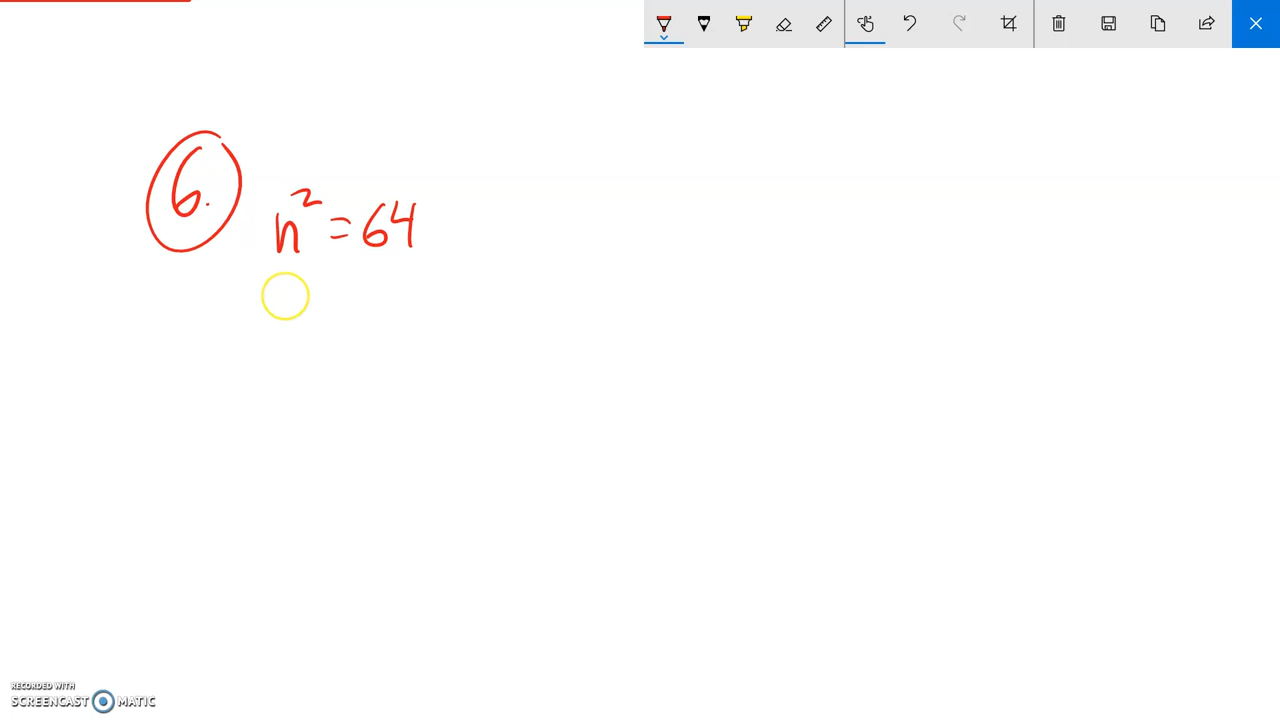 6. n² = 64
RECORDED WITH
SCREENCAST MATIC